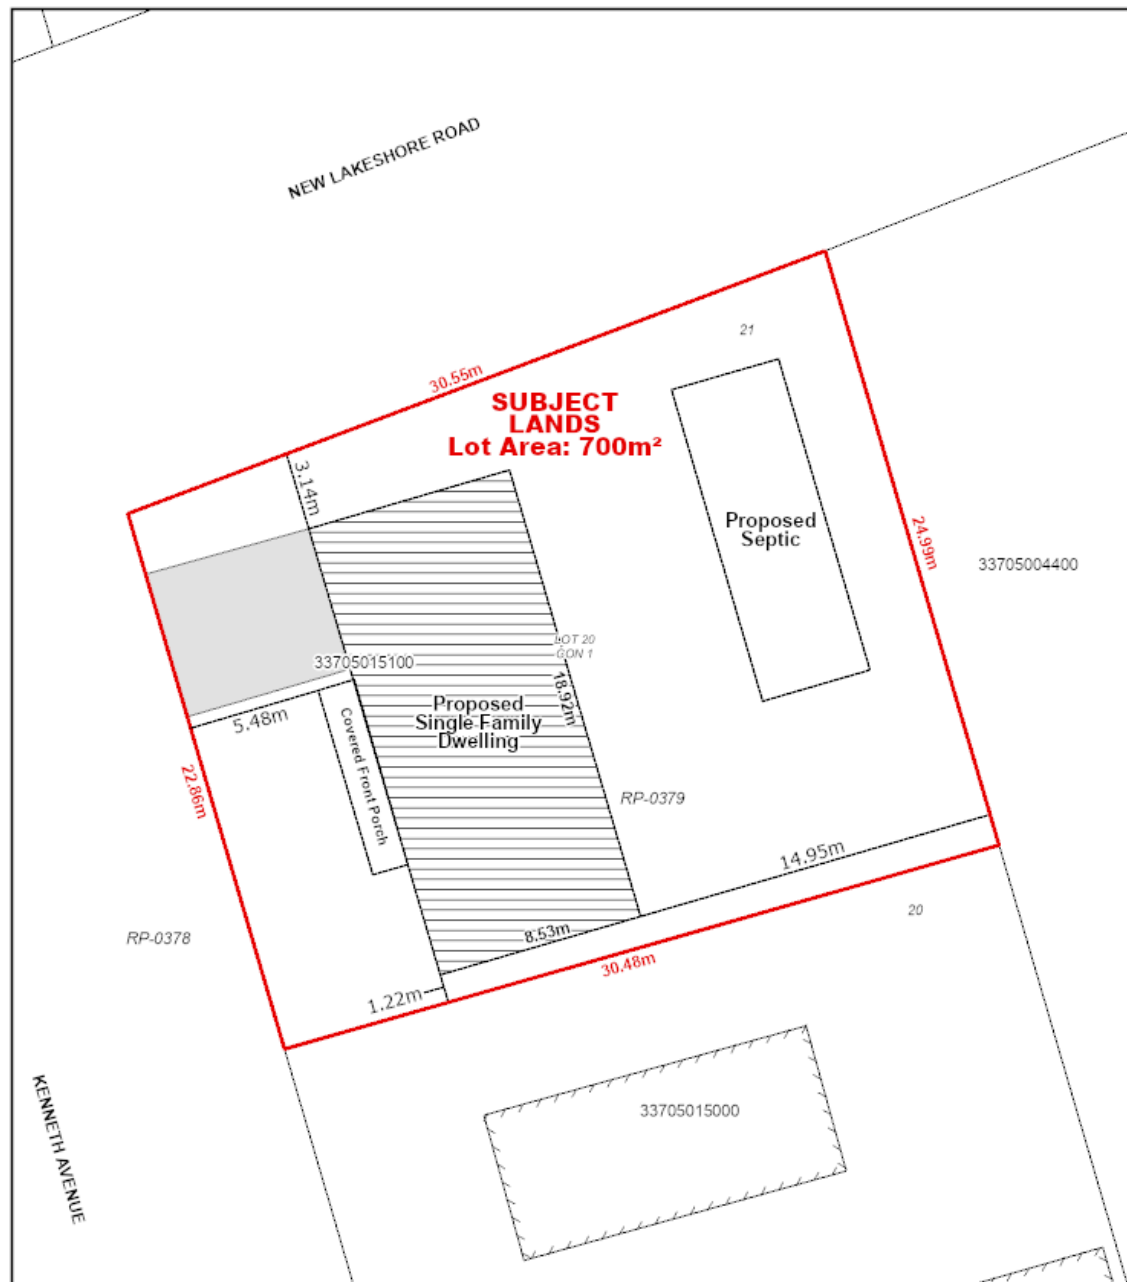 NEW LAKESHORE ROAD
21
30.55m
SUBJECT
LANDS
Lot Area: 700m²
3.14m
Proposed
Septic
24.99m
33705004400
LOT 20
CON 1
33705015100
18.92m
Proposed
Single Family
Dwelling
5.48m
Covered Front Porch
22.86m
RP-0379
14.95m
20
RP-0378
8.53m
30.48m
1.22m
33705015000
KENNETH AVENUE